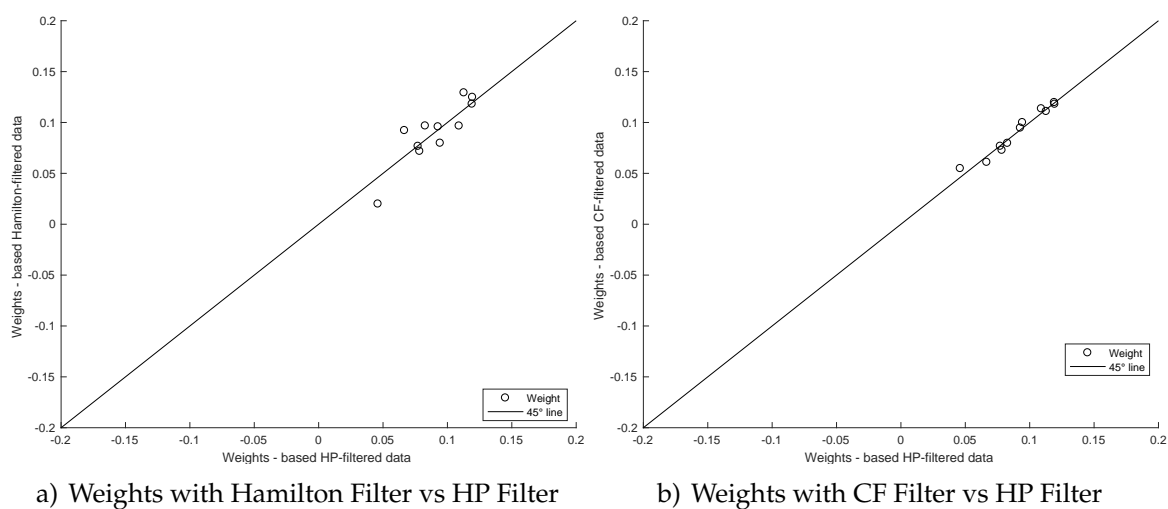 0.2
0.15
0.1
0.05
0
-0.05
-0.1
-0.15
-0.2
Weights - based Hamilton-filtered data
Weight
45° line
-0.2 -0.15 -0.1 -0.05 0 0.05 0.1 0.15 0.2
Weights - based HP-filtered data
a) Weights with Hamilton Filter vs HP Filter
0.2
0.15
0.1
0.05
0
-0.05
-0.1
-0.15
-0.2
Weights - based CF-filtered data
Weight
45° line
-0.2 -0.15 -0.1 -0.05 0 0.05 0.1 0.15 0.2
Weights - based HP-filtered data
b) Weights with CF Filter vs HP Filter